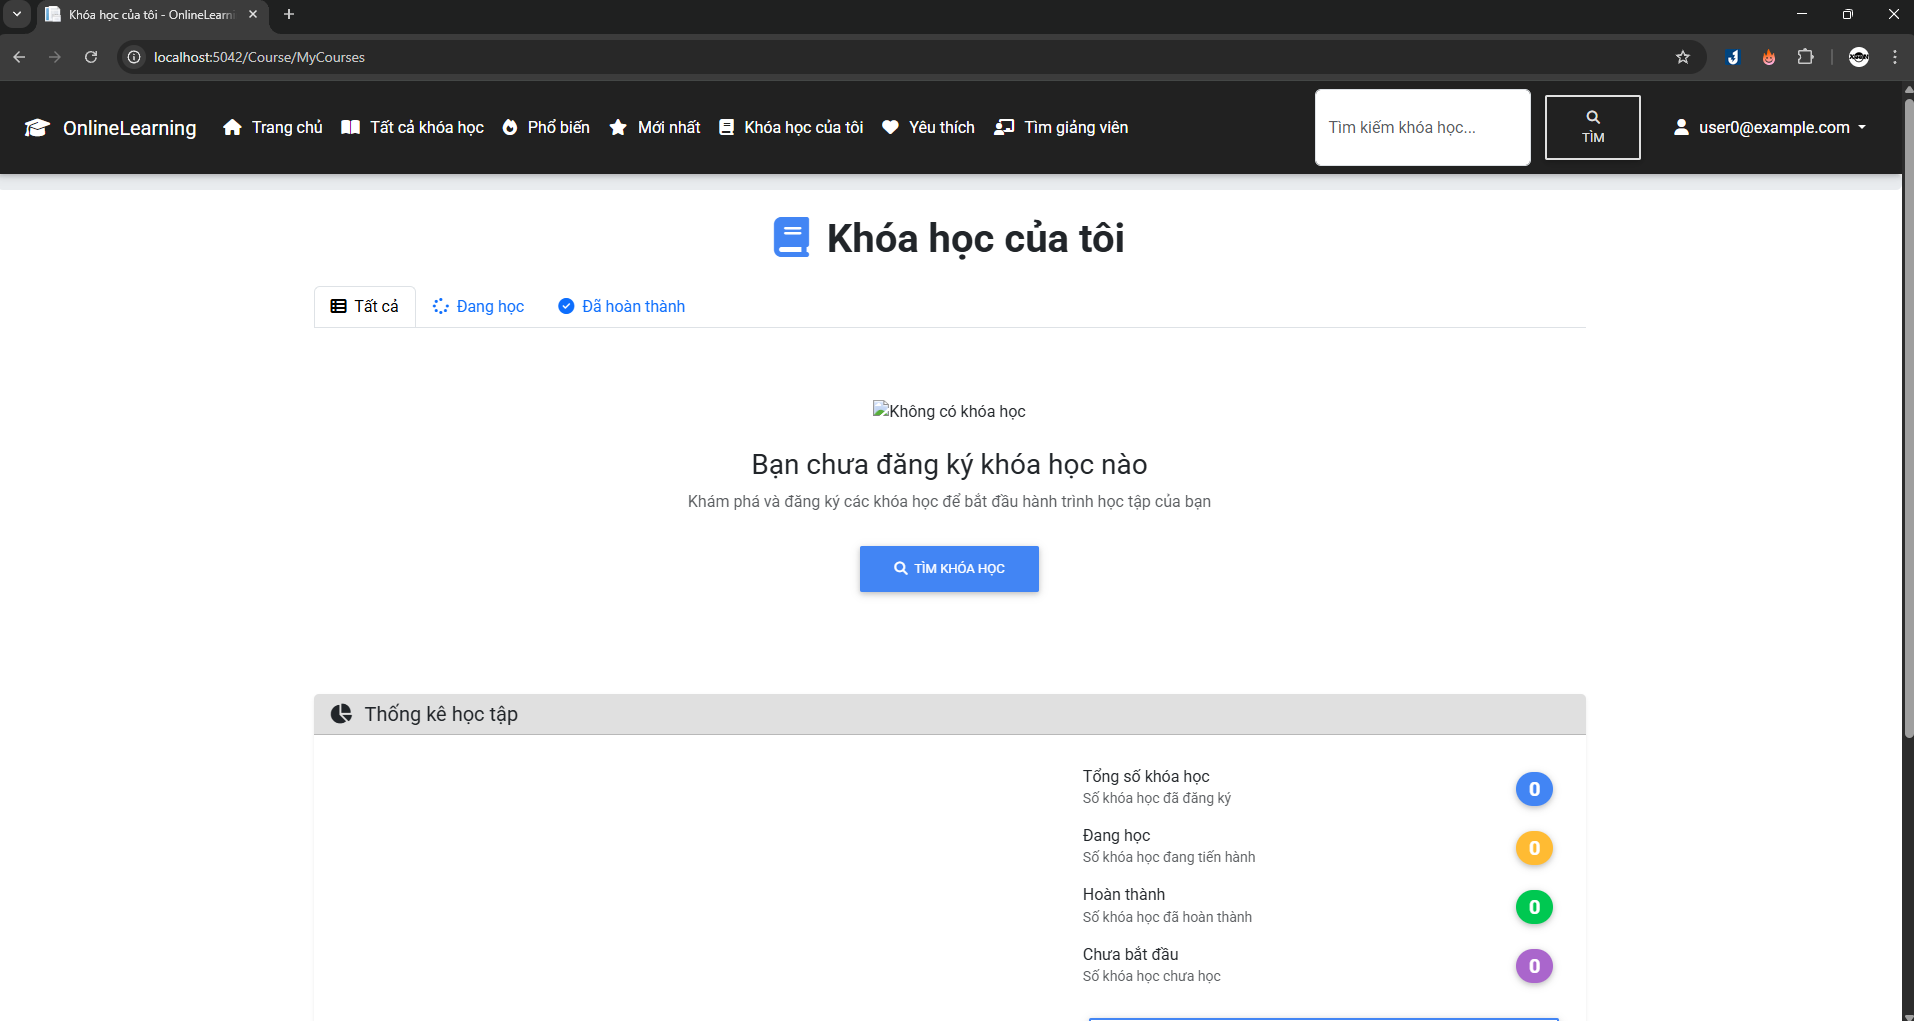 Khóa học của tôi - OnlineLearni
localhost:5042/Course/MyCourses
OnlineLearning Trang chủ Tất cả khóa học Phổ biến Mới nhất Khóa học của tôi Yêu thích Tìm giảng viên Tìm kiếm khóa học... TÌM user0@example.com
Khóa học của tôi
Tất cả Đang học Đã hoàn thành
Không có khóa học
Bạn chưa đăng ký khóa học nào
Khám phá và đăng ký các khóa học để bắt đầu hành trình học tập của bạn
TÌM KHÓA HỌC
Thống kê học tập
Tổng số khóa học
Số khóa học đã đăng ký
0
Đang học
Số khóa học đang tiến hành
0
Hoàn thành
Số khóa học đã hoàn thành
0
Chưa bắt đầu
Số khóa học chưa học
0